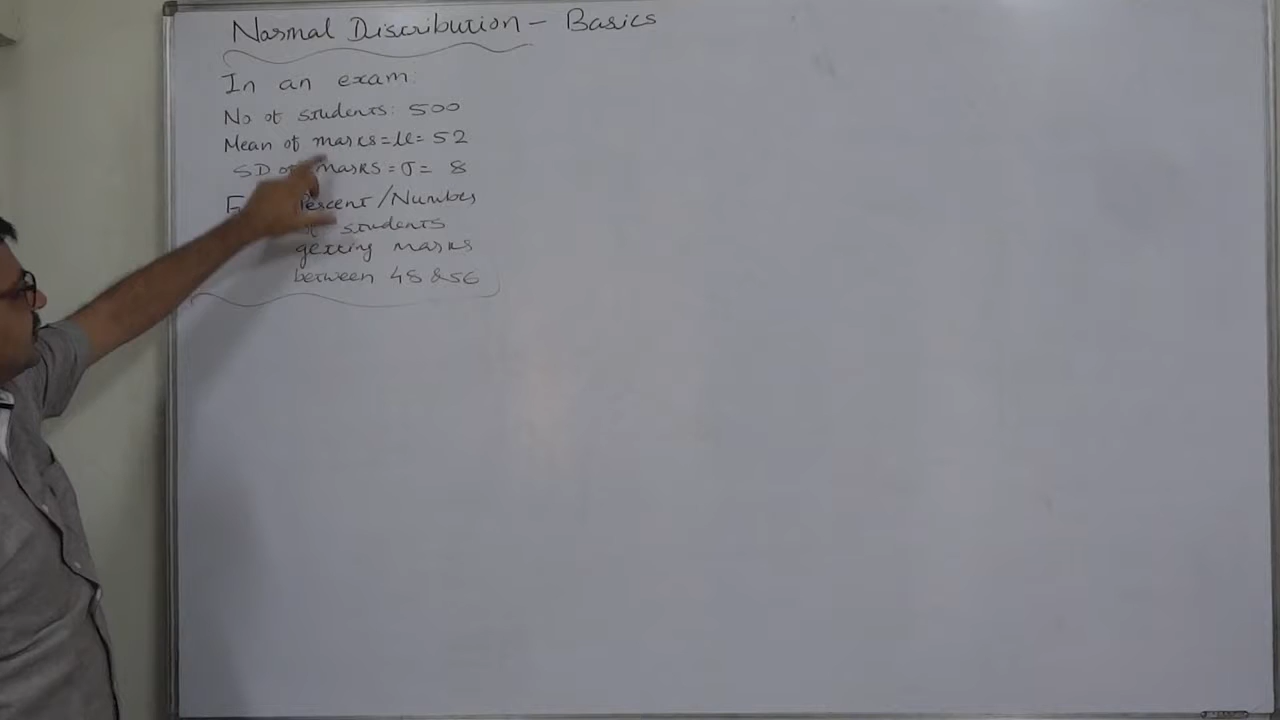 Normal Distribution - Basics
In an exam:
No of students: 500
Mean of marks = μ = 52
SD of marks = σ = 8
Percent/Number
of students
getting marks
between 48 & 56